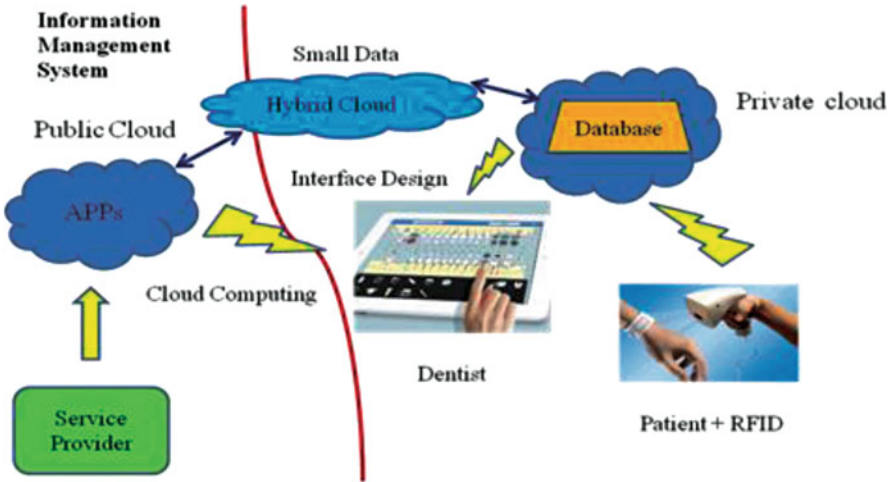 Information
Management
System
Small Data
Hybrid Cloud
Private cloud
Database
Public Cloud
APPs
Interface Design
Cloud Computing
Dentist
Service
Provider
Patient + RFID